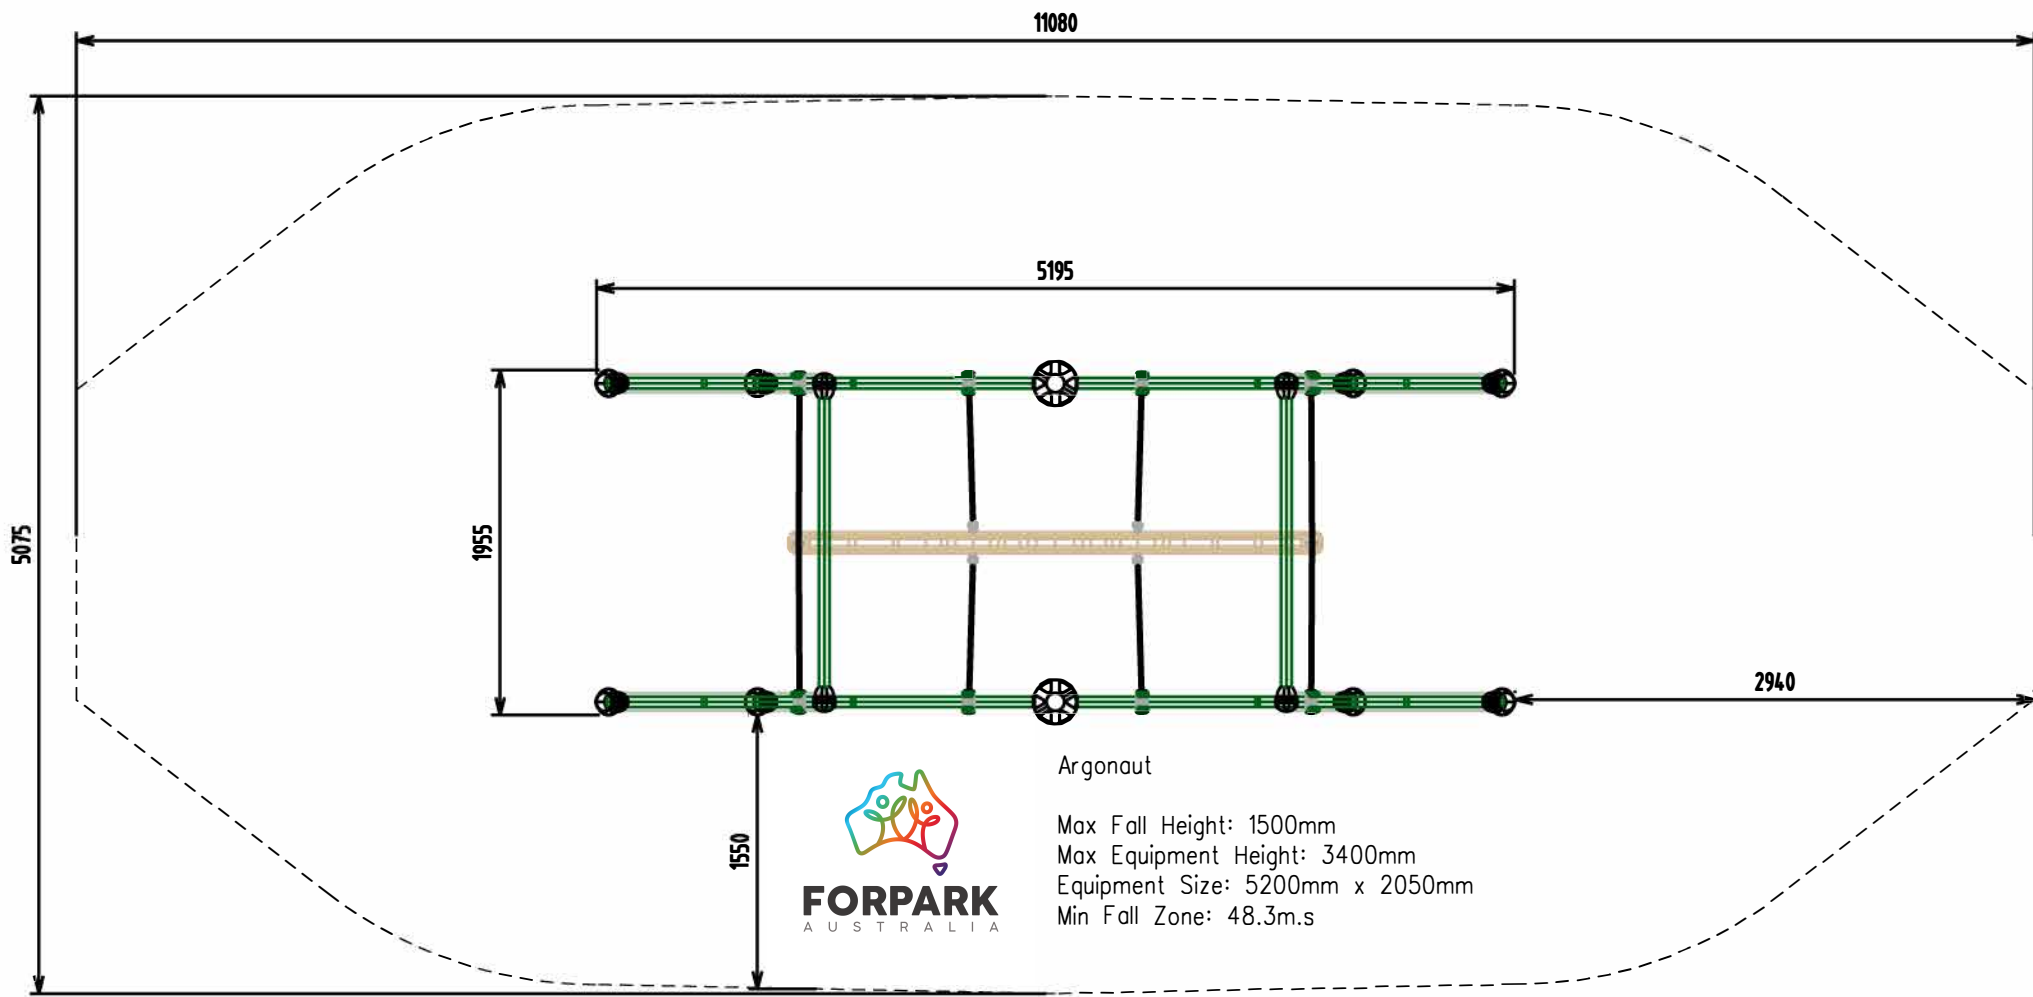 11080
5195
5075
1955
2940
1550
Argonaut
Max Fall Height: 1500mm
Max Equipment Height: 3400mm
Equipment Size: 5200mm x 2050mm
Min Fall Zone: 48.3m.s
FORPARK
AUSTRALIA